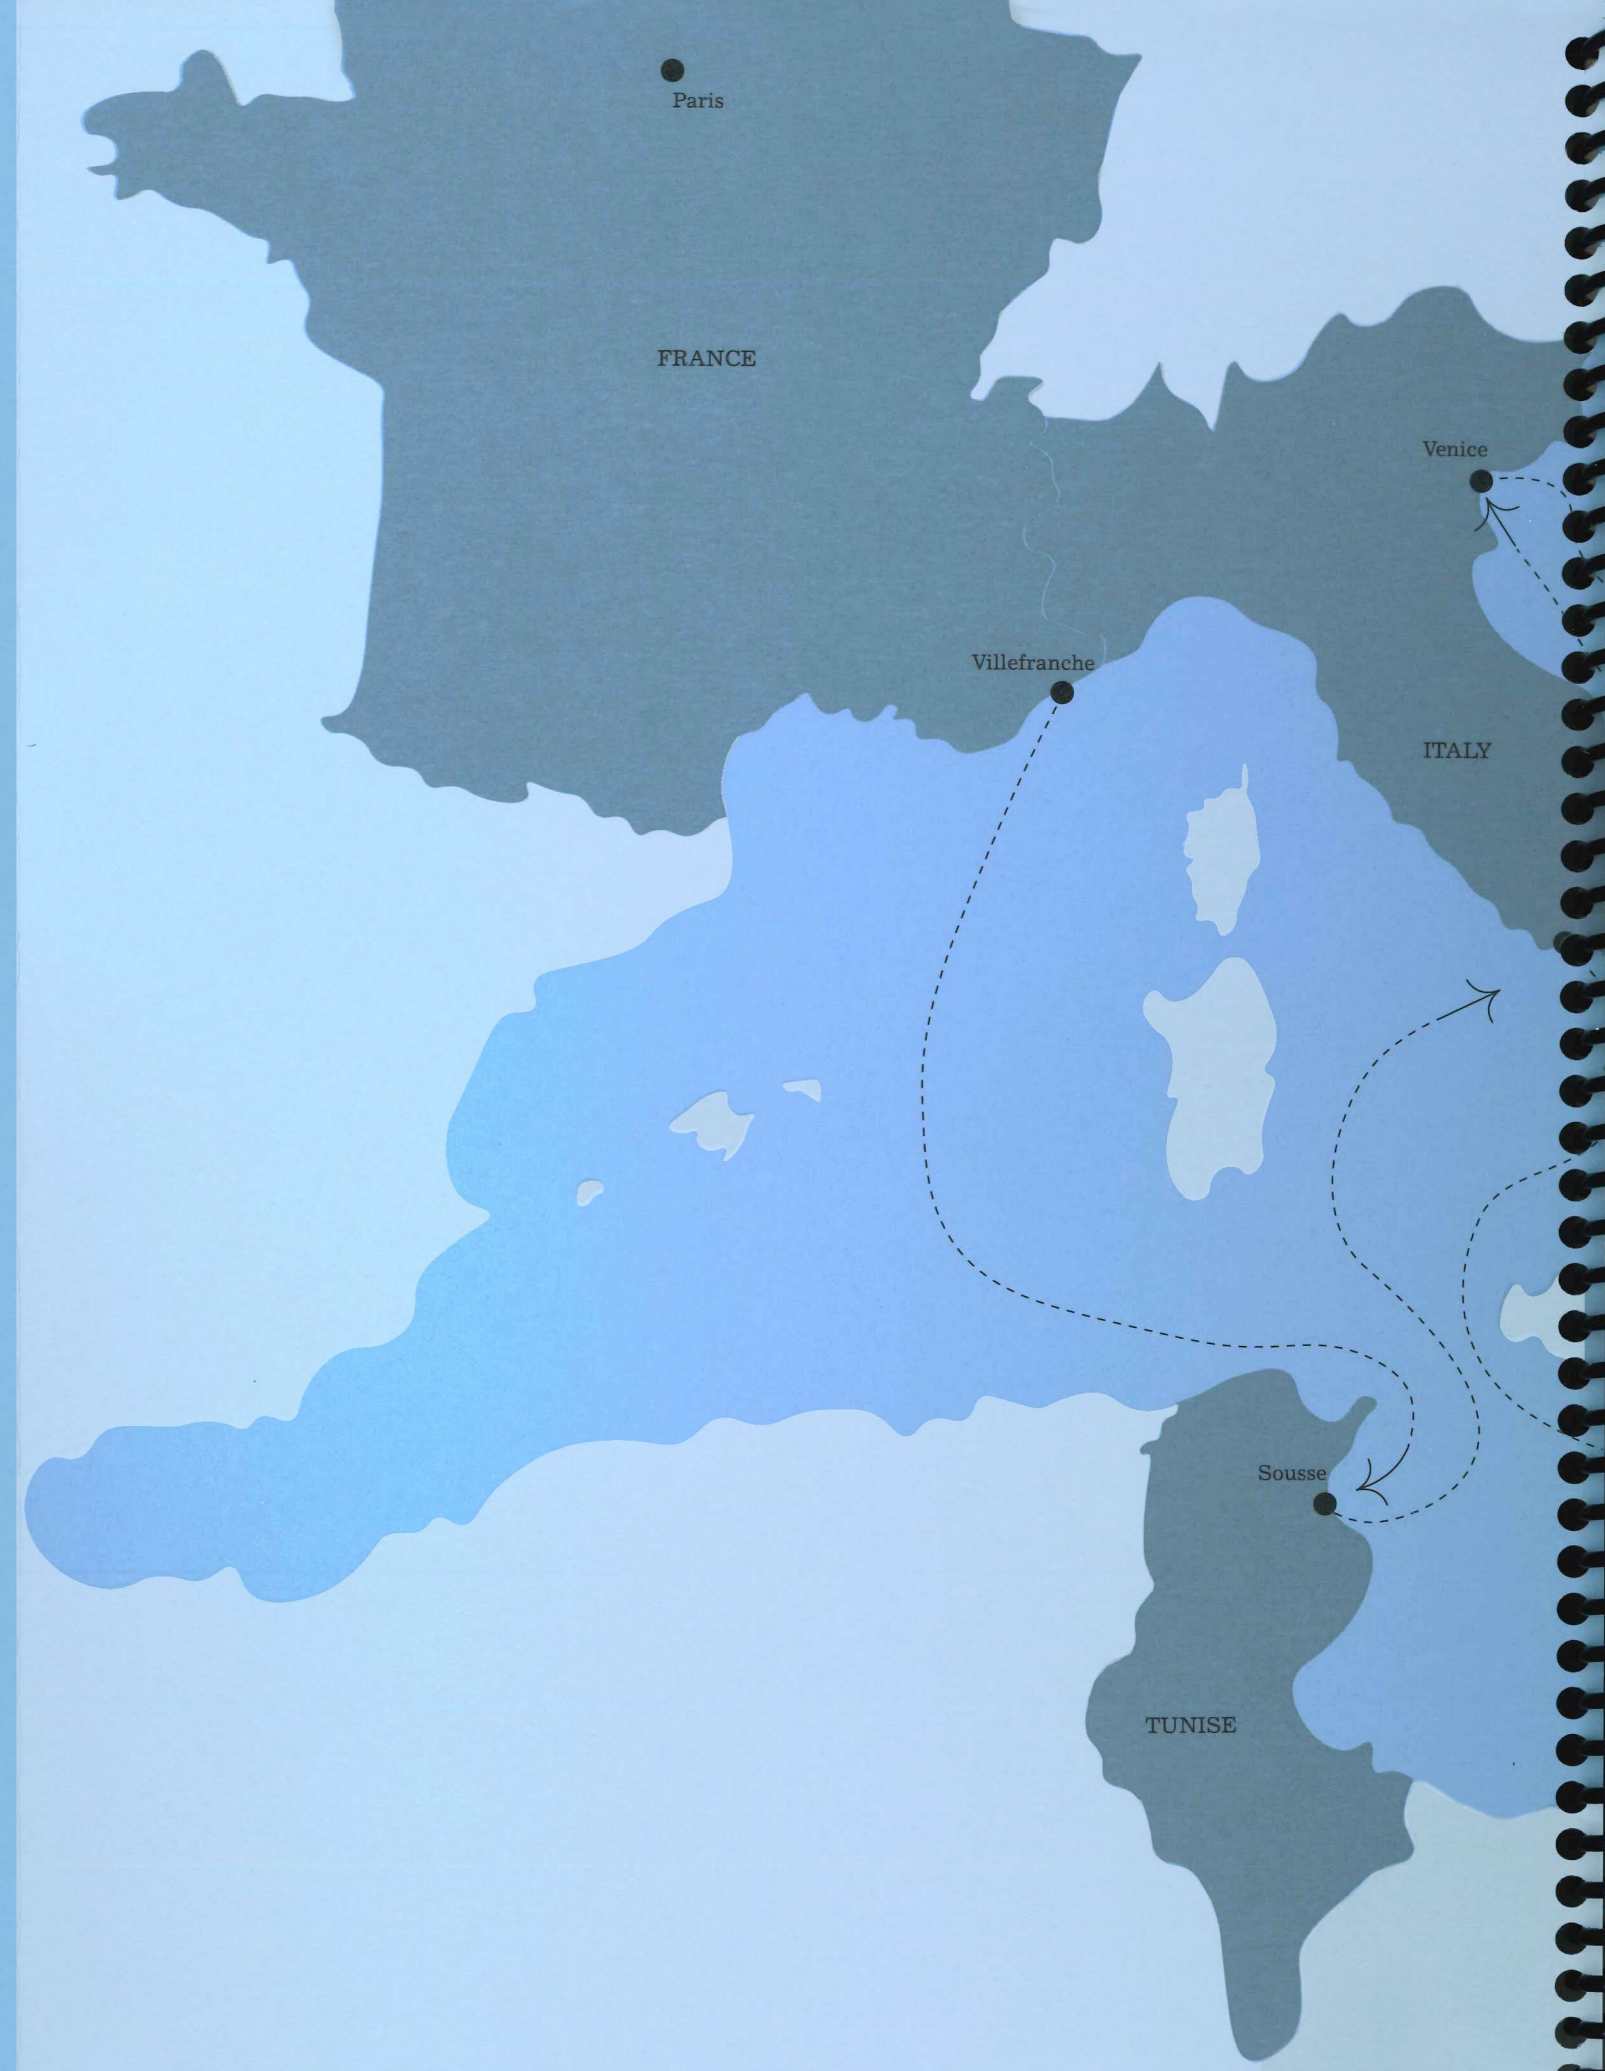 Paris
FRANCE
Venice
Villefranche
ITALY
Sousse
TUNISE